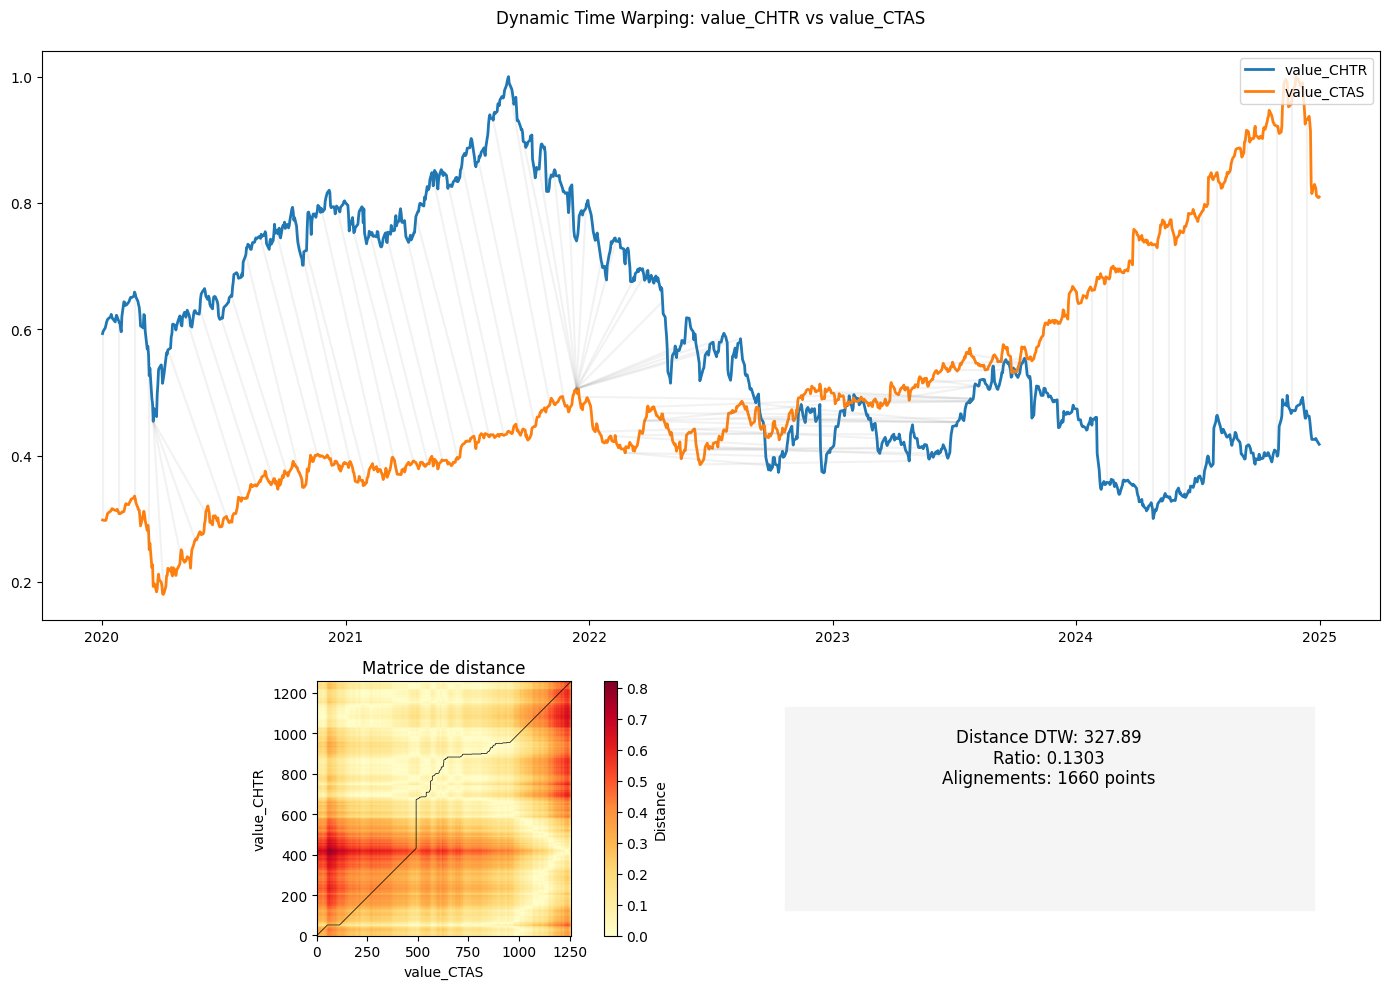 Dynamic Time Warping: value_CHTR vs value_CTAS
value_CHTR
value_CTAS
1.0
0.8
0.6
0.4
0.2
2020 2021 2022 2023 2024 2025
Matrice de distance
value_CHTR
1200
1000
800
600
400
200
0
0 250 500 750 1000 1250
value_CTAS
0.8
0.7
0.6
0.5
0.4
0.3
0.2
0.1
0.0
Distance
Distance DTW: 327.89
Ratio: 0.1303
Alignements: 1660 points